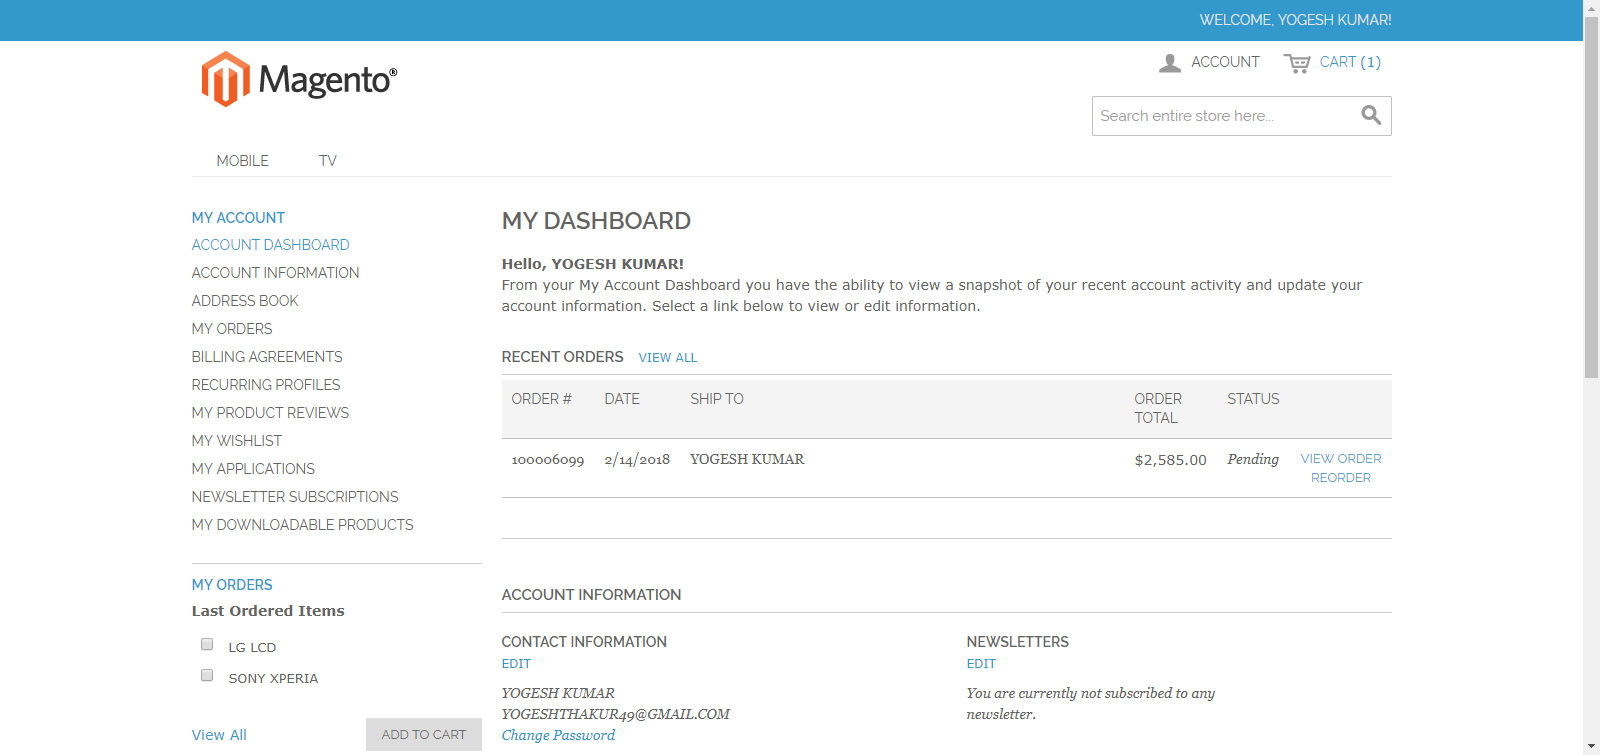 WELCOME, YOGESH KUMAR!
Magento®
ACCOUNT
CART (1)
Search entire store here...
MOBILE
TV
MY ACCOUNT
ACCOUNT DASHBOARD
ACCOUNT INFORMATION
ADDRESS BOOK
MY ORDERS
BILLING AGREEMENTS
RECURRING PROFILES
MY PRODUCT REVIEWS
MY WISHLIST
MY APPLICATIONS
NEWSLETTER SUBSCRIPTIONS
MY DOWNLOADABLE PRODUCTS
MY ORDERS
Last Ordered Items
LG LCD
SONY XPERIA
View All
ADD TO CART
MY DASHBOARD
Hello, YOGESH KUMAR!
From your My Account Dashboard you have the ability to view a snapshot of your recent account activity and update your
account information. Select a link below to view or edit information.
RECENT ORDERS VIEW ALL
ORDER # DATE SHIP TO ORDER TOTAL STATUS
100006099 2/14/2018 YOGESH KUMAR $2,585.00 Pending VIEW ORDER
REORDER
ACCOUNT INFORMATION
CONTACT INFORMATION
EDIT
YOGESH KUMAR
YOGESHTHAKUR49@GMAIL.COM
Change Password
NEWSLETTERS
EDIT
You are currently not subscribed to any
newsletter.